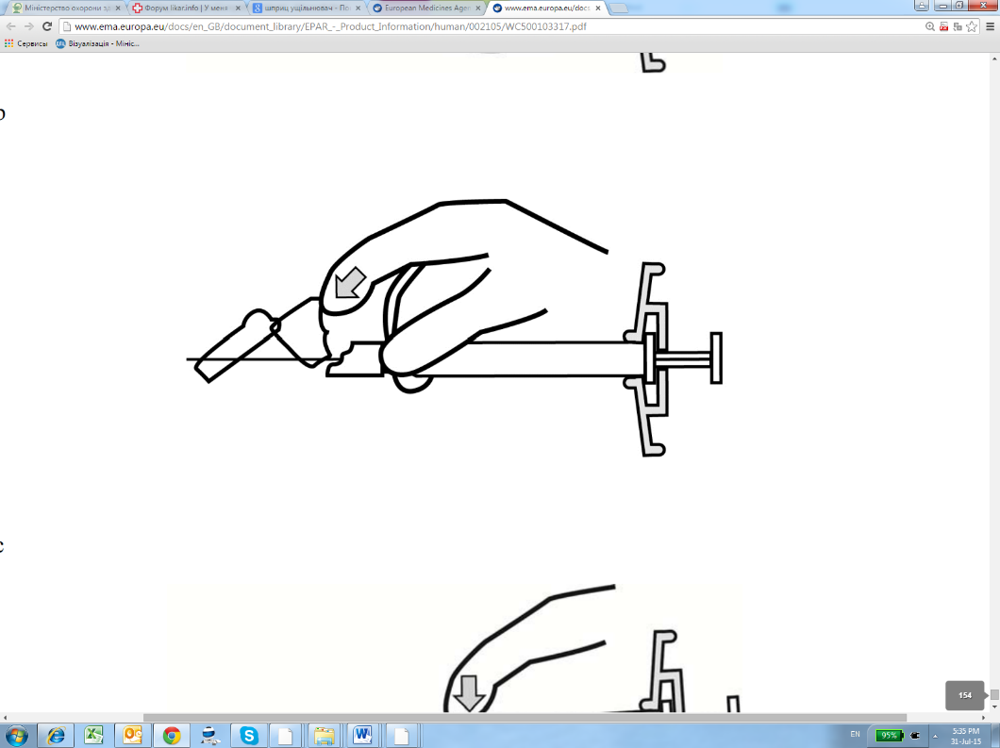 Міністерство охорони зд
Форум likar.info | У меня
шприц ущільнювач - По
European Medicines Agen
www.ema.europa.eu/docs
www.ema.europa.eu/docs/en_GB/document_library/EPAR_-_Product_Information/human/002105/WC500103317.pdf
Сервисы
Візуалізація - Мініс...
c
154
EN
95%
5:35 PM
31-Jul-15